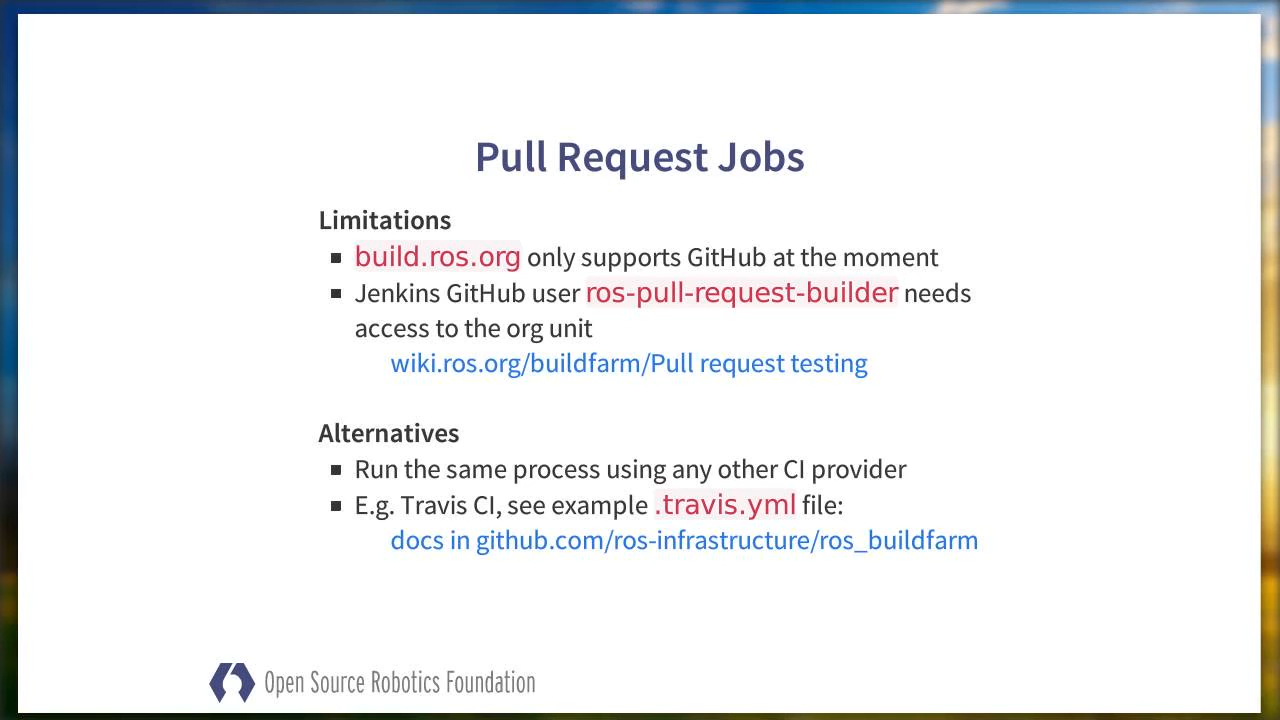 Pull Request Jobs
Limitations
build.ros.org only supports GitHub at the moment
Jenkins GitHub user ros-pull-request-builder needs
access to the org unit
wiki.ros.org/buildfarm/Pull request testing
Alternatives
Run the same process using any other CI provider
E.g. Travis CI, see example .travis.yml file:
docs in github.com/ros-infrastructure/ros_buildfarm
Open Source Robotics Foundation